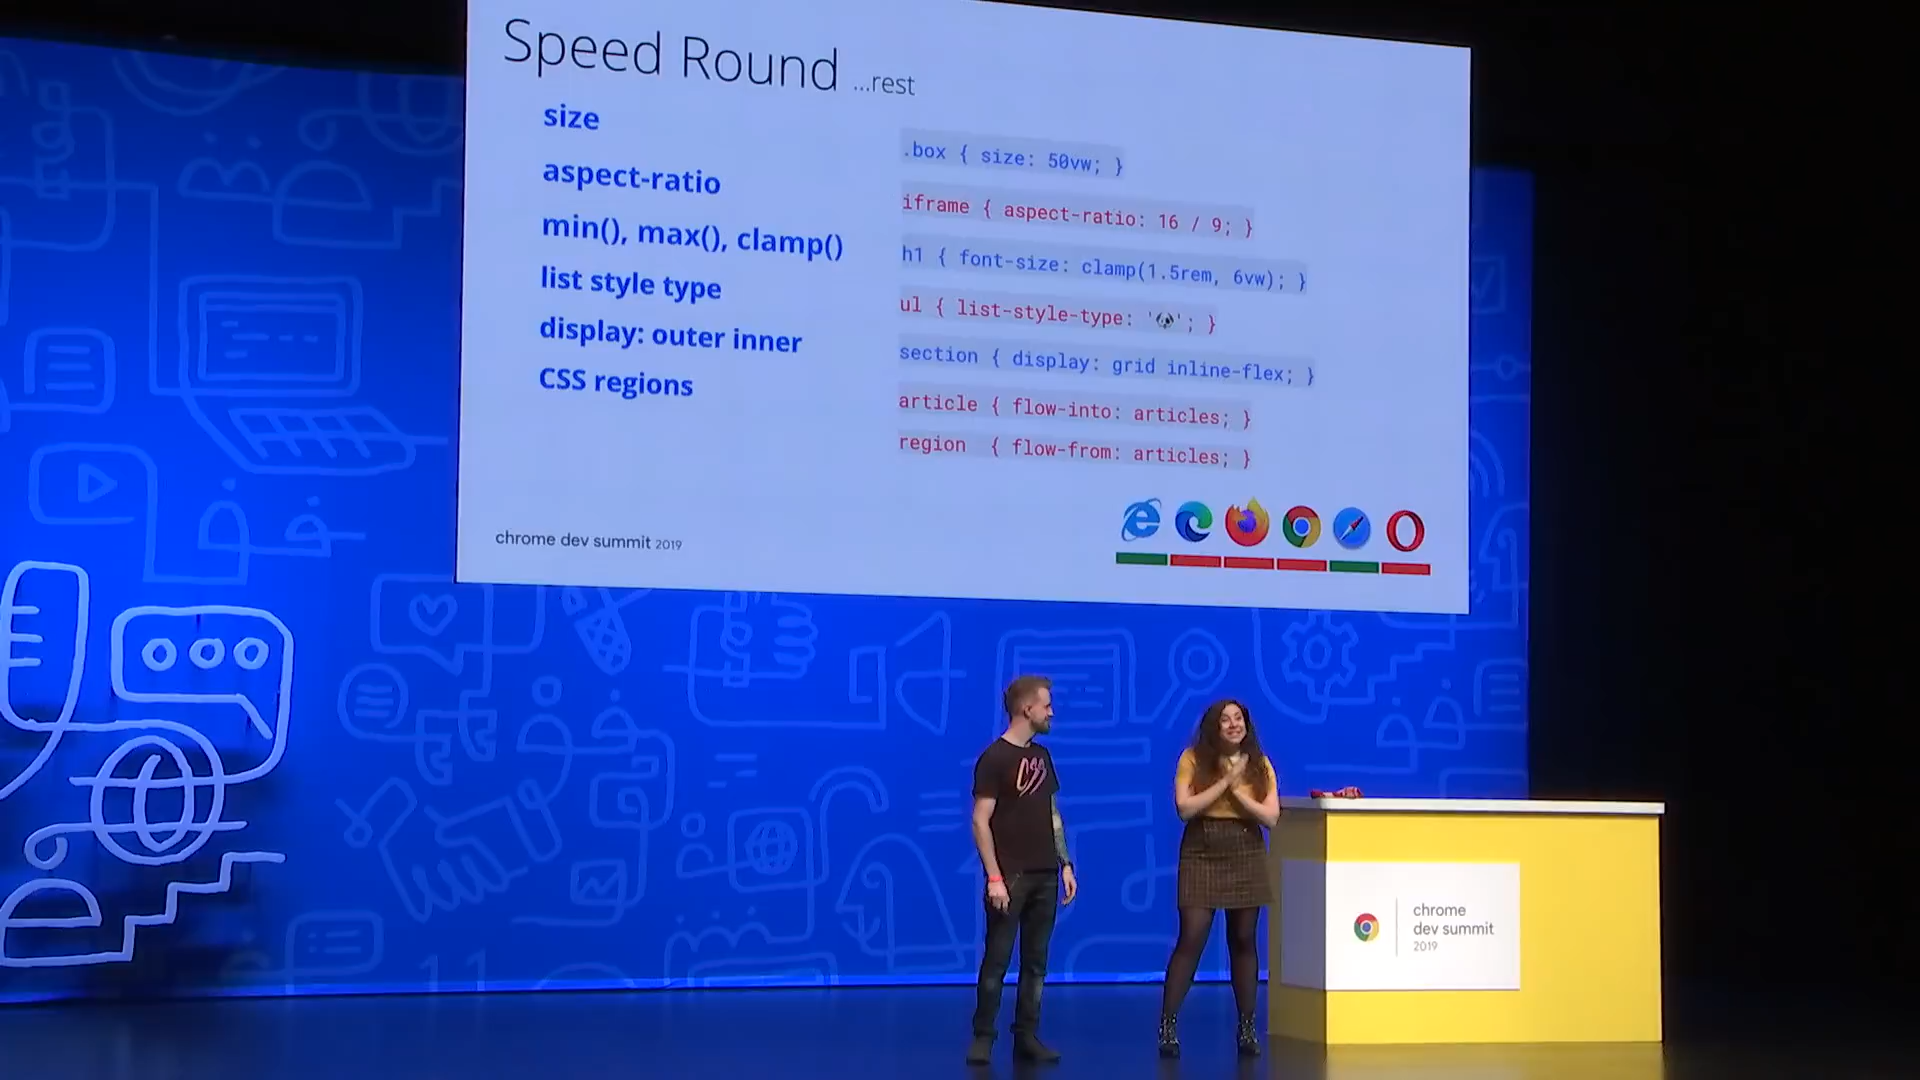 Speed Round ...rest
size
aspect-ratio
min(), max(), clamp()
list style type
display: outer inner
CSS regions
.box { size: 50vw; }
iframe { aspect-ratio: 16 / 9; }
h1 { font-size: clamp(1.5rem, 6vw); }
ul { list-style-type: ' '; }
section { display: grid inline-flex; }
article { flow-into: articles; }
region { flow-from: articles; }
chrome dev summit 2019
CSS
chrome
dev summit
2019